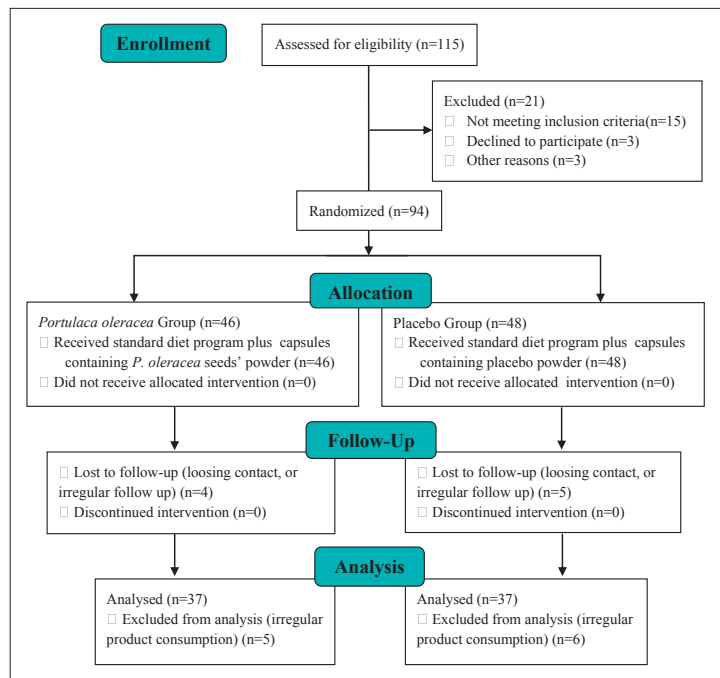 Enrollment
Assessed for eligibility (n=115)
Excluded (n=21)
Not meeting inclusion criteria(n=15)
Declined to participate (n=3)
Other reasons (n=3)
Randomized (n=94)
Allocation
Portulaca oleracea Group (n=46)
Received standard diet program plus capsules
containing P. oleracea seeds’ powder (n=46)
Did not receive allocated intervention (n=0)
Placebo Group (n=48)
Received standard diet program plus capsules
containing placebo powder (n=48)
Did not receive allocated intervention (n=0)
Follow-Up
Lost to follow-up (loosing contact, or
irregular follow up) (n=4)
Discontinued intervention (n=0)
Lost to follow-up (loosing contact, or
irregular follow up) (n=5)
Discontinued intervention (n=0)
Analysis
Analysed (n=37)
Excluded from analysis (irregular
product consumption) (n=5)
Analysed (n=37)
Excluded from analysis (irregular
product consumption) (n=6)